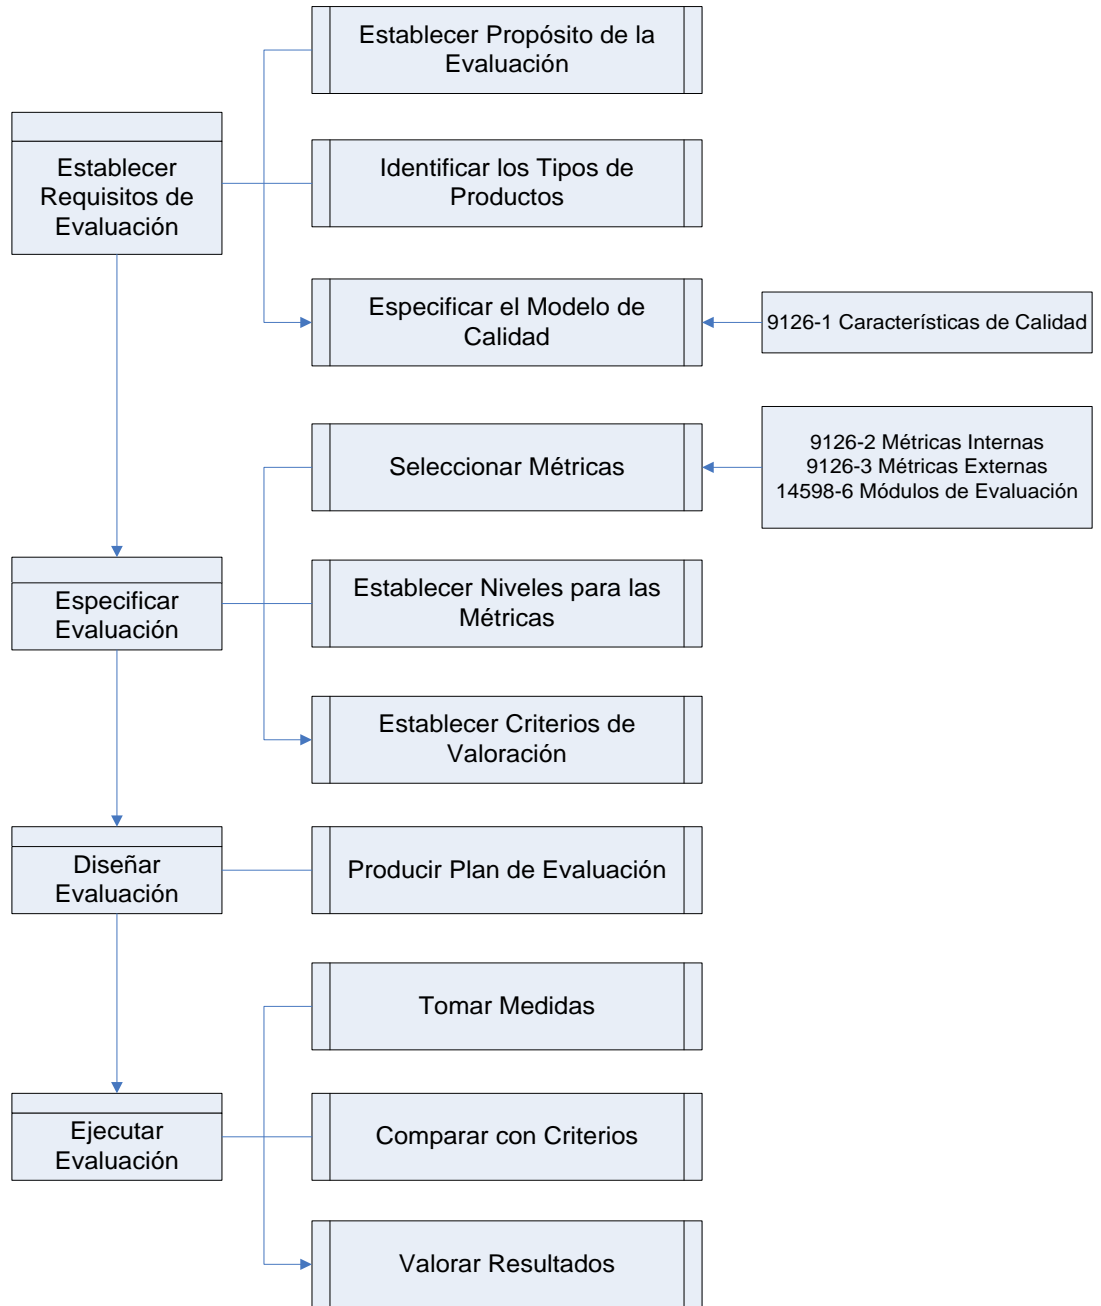 Establecer Propósito de la
Evaluación
Establecer
Requisitos de
Evaluación
Identificar los Tipos de
Productos
Especificar el Modelo de
Calidad
9126-1 Características de Calidad
Seleccionar Métricas
9126-2 Métricas Internas
9126-3 Métricas Externas
14598-6 Módulos de Evaluación
Especificar
Evaluación
Establecer Niveles para las
Métricas
Establecer Criterios de
Valoración
Diseñar
Evaluación
Producir Plan de Evaluación
Tomar Medidas
Ejecutar
Evaluación
Comparar con Criterios
Valorar Resultados